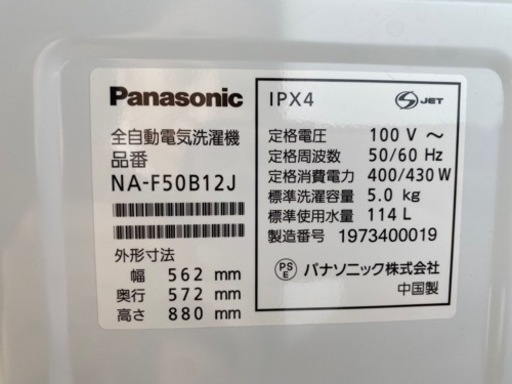 Panasonic
全自動電気洗濯機
品番
NA-F50B12J
外形寸法
幅 562 mm
奥行 572 mm
高さ 880 mm
IPX4
S JET
定格電圧 100 V ～
定格周波数 50/60 Hz
定格消費電力 400/430 W
標準洗濯容量 5.0 kg
標準使用水量 114 L
製造番号 1973400019
PS E パナソニック株式会社
中国製